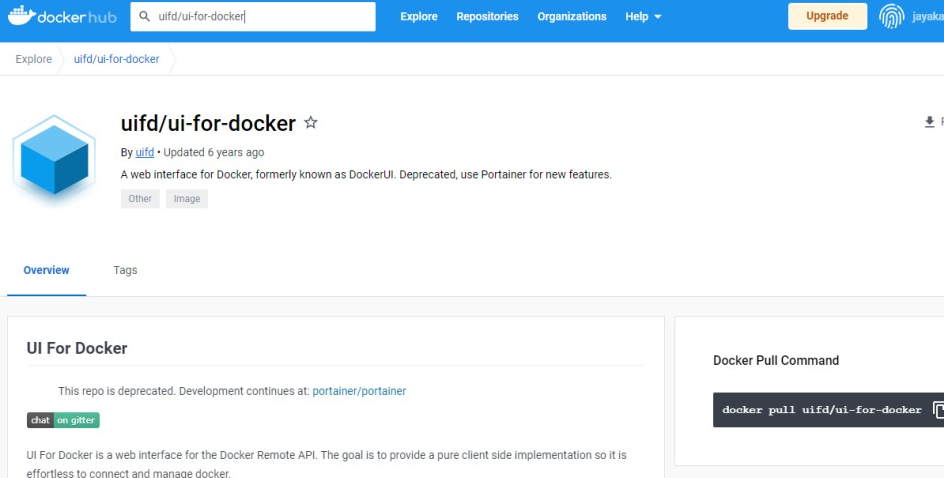 dockerhub
uifd/ui-for-docker
Explore Repositories Organizations Help
Upgrade
jayaka
Explore uifd/ui-for-docker
uifd/ui-for-docker
By uifd • Updated 6 years ago
A web interface for Docker, formerly known as DockerUI. Deprecated, use Portainer for new features.
Other Image
Overview Tags
UI For Docker
This repo is deprecated. Development continues at: portainer/portainer
chat on gitter
UI For Docker is a web interface for the Docker Remote API. The goal is to provide a pure client side implementation so it is
effortless to connect and manage docker.
Docker Pull Command
docker pull uifd/ui-for-docker